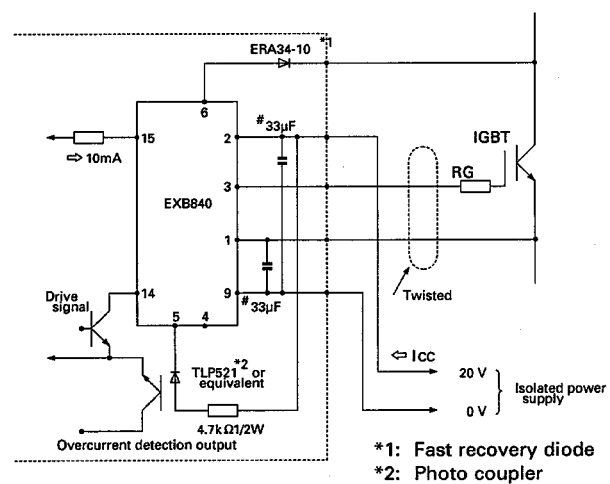 *1
ERA34-10
6
# 33µF
15
2
⇨ 10mA
IGBT
3
RG
EXB840
1
14
9
Drive
signal
# 33µF
Twisted
5
4
⇦ ICC
TLP521*2 or
equivalent
20 V
Isolated power
supply
0 V
4.7k Ω1/2W
Overcurrent detection output
*1: Fast recovery diode
*2: Photo coupler